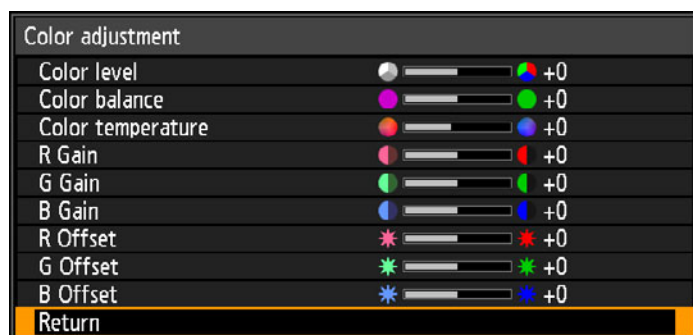 Color adjustment
Color level +0
Color balance +0
Color temperature +0
R Gain +0
G Gain +0
B Gain +0
R Offset +0
G Offset +0
B Offset +0
Return